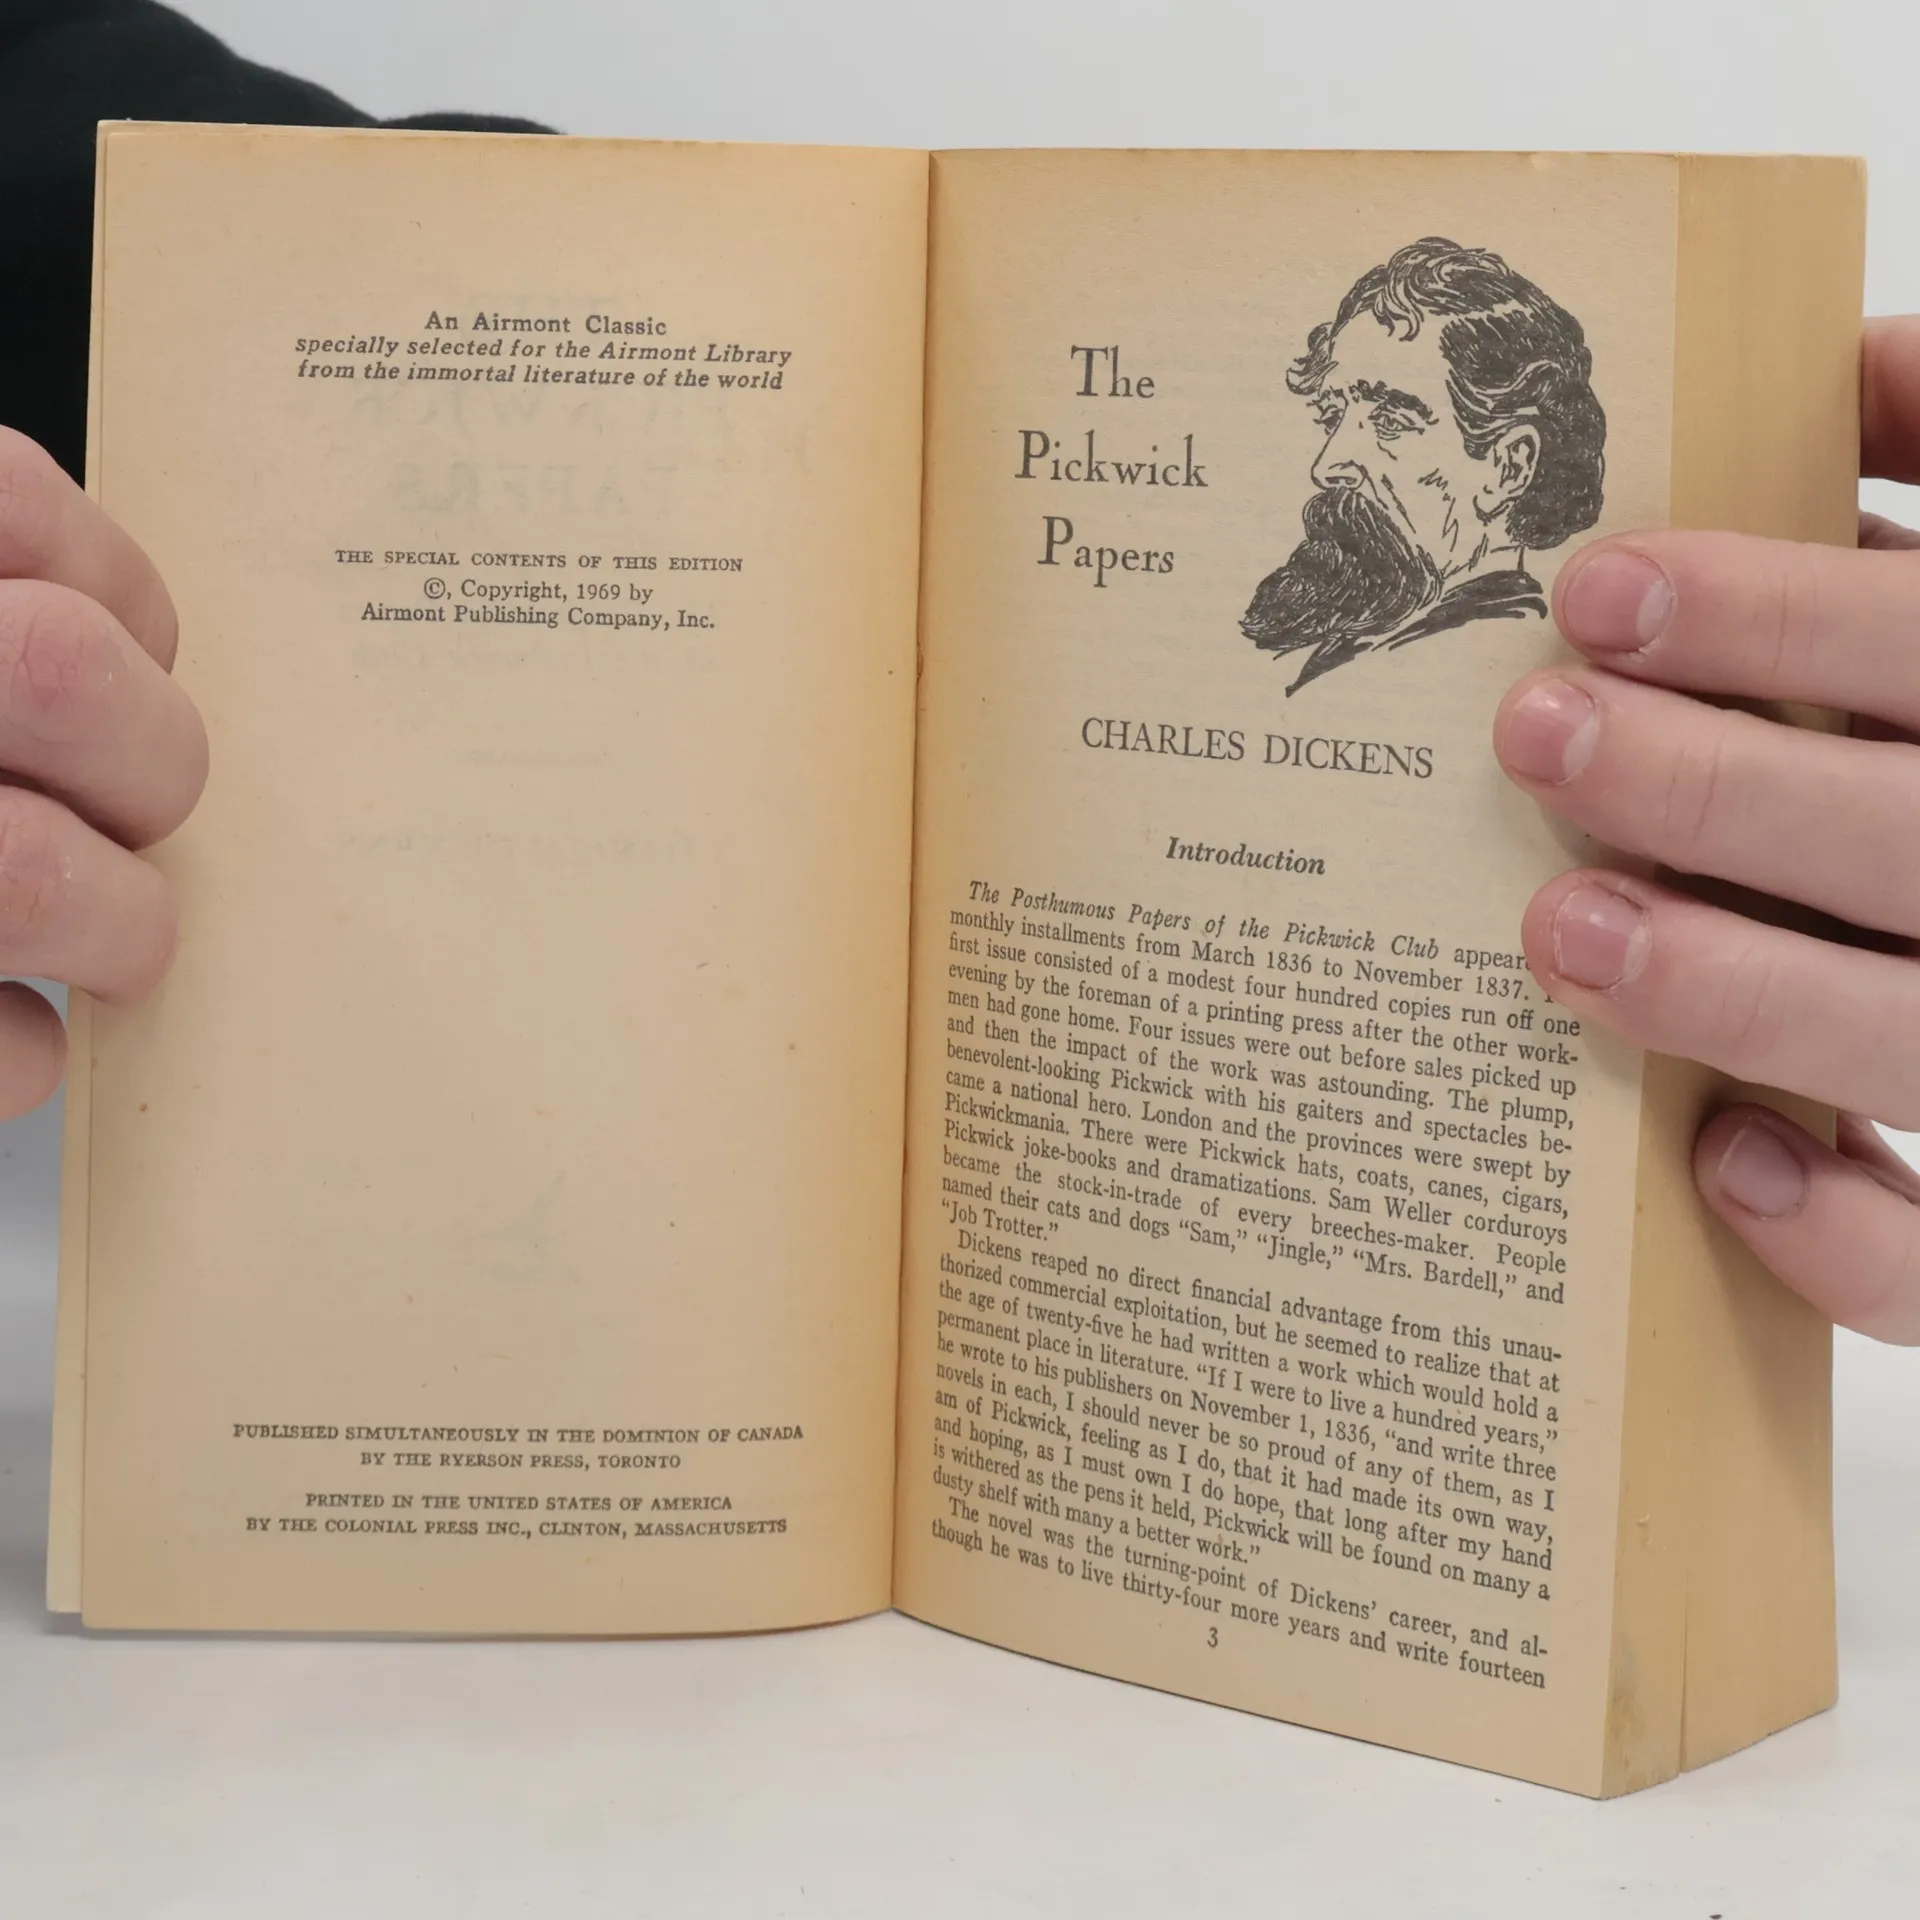 An Airmont Classic
specially selected for the Airmont Library
from the immortal literature of the world
THE SPECIAL CONTENTS OF THIS EDITION
©, Copyright, 1969 by
Airmont Publishing Company, Inc.
PUBLISHED SIMULTANEOUSLY IN THE DOMINION OF CANADA
BY THE RYERSON PRESS, TORONTO
PRINTED IN THE UNITED STATES OF AMERICA
BY THE COLONIAL PRESS INC., CLINTON, MASSACHUSETTS
The
Pickwick
Papers
CHARLES DICKENS
Introduction
The Posthumous Papers of the Pickwick Club
monthly installments from March 1836 to November 1837.
first issue consisted of a modest four hundred copies run off one
evening by the foreman of a printing press after the other work-
men had gone home. Four issues were out before sales picked up
and then the impact of the work was astounding. The plump,
benevolent-looking Pickwick with his gaiters and spectacles be-
came a national hero. London and the provinces were swept by
Pickwickmania. There were Pickwick hats, coats, canes, cigars,
Pickwick joke-books and dramatizations. Sam Weller corduroys
became the stock-in-trade of every breeches-maker. People
named their cats and dogs “Sam,” “Jingle,” “Mrs. Bardell,” and
“Job Trotter.”
Dickens reaped no direct financial advantage from this unau-
thorized commercial exploitation, but he seemed to realize that at
the age of twenty-five he had written a work which would hold a
permanent place in literature. “If I were to live a hundred years,”
he wrote to his publishers on November 1, 1836, “and write three
novels in each, I should never be so proud of any of them, as I
am of Pickwick, feeling as I do, that it had made its own way,
and hoping, as I must own I do hope, that long after my hand
is withered as the pens it held, Pickwick will be found on many a
dusty shelf with many a better work.”
The novel was the turning-point of Dickens’ career, and al-
though he was to live thirty-four more years and write fourteen
3